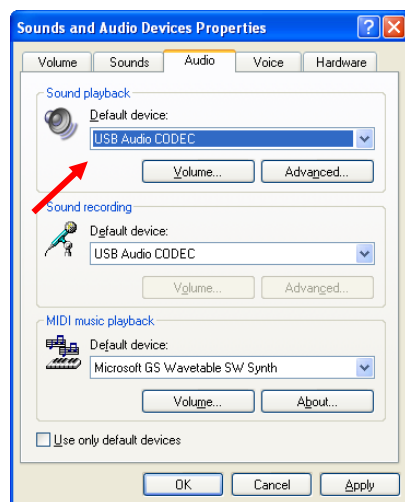 Sounds and Audio Devices Properties
Volume Sounds Audio Voice Hardware
Sound playback
Default device:
USB Audio CODEC
Volume... Advanced...
Sound recording
Default device:
USB Audio CODEC
Volume... Advanced...
MIDI music playback
Default device:
Microsoft GS Wavetable SW Synth
Volume... About...
Use only default devices
OK Cancel Apply